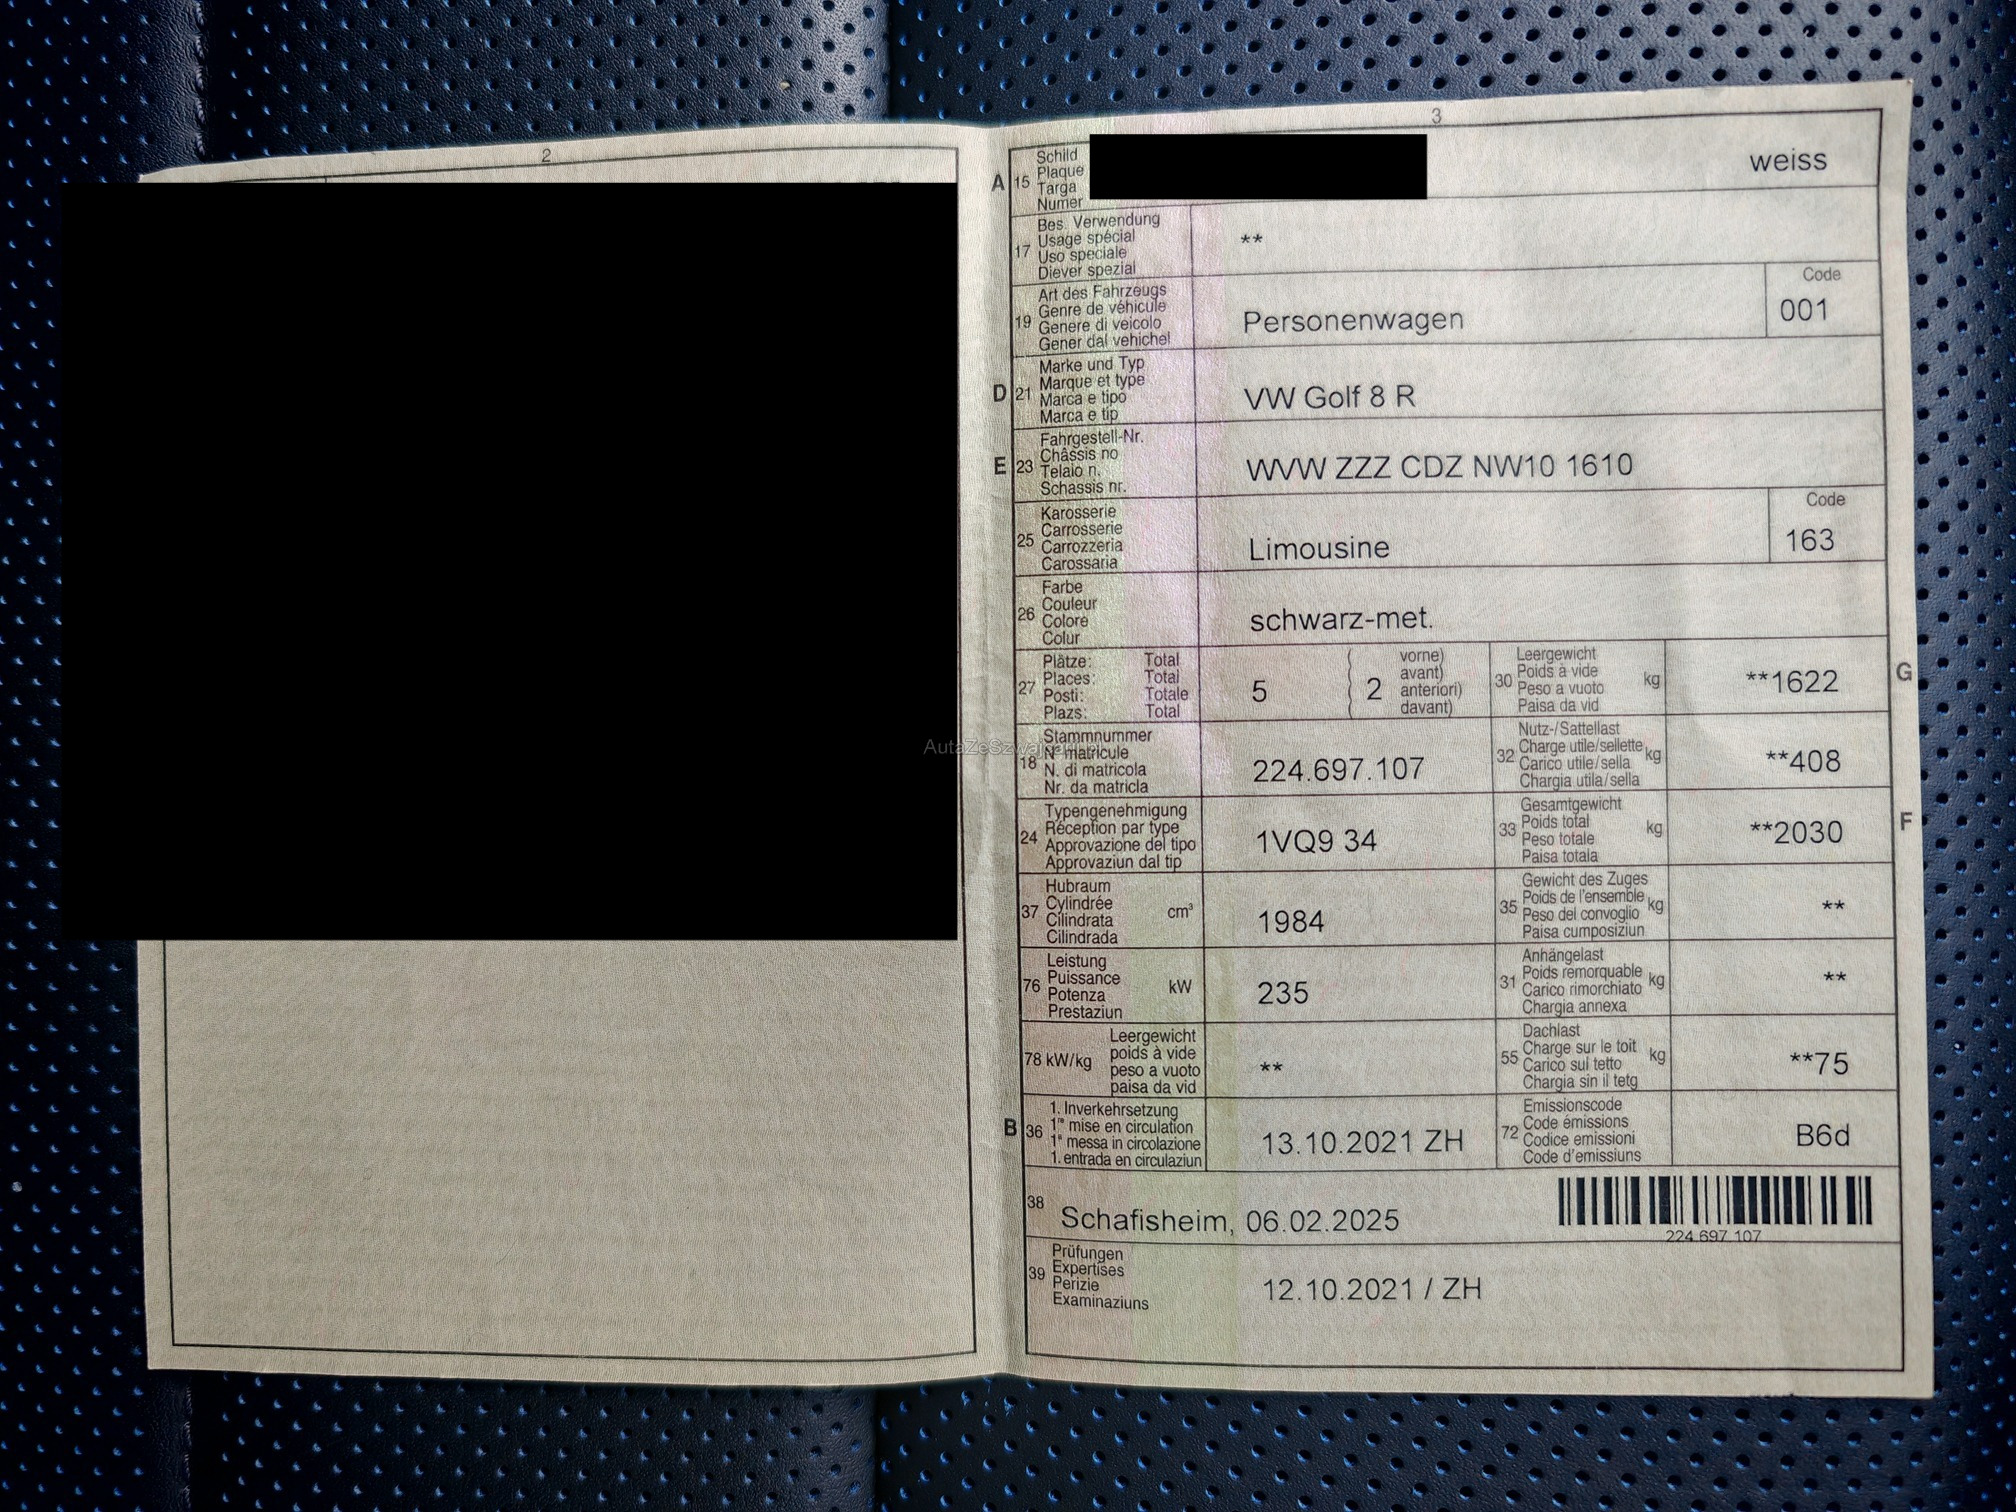 2
3
A 15 Schild
Plaque
Targa
Numer
weiss
17 Bes. Verwendung
Usage spécial
Uso speciale
Diever spezial
**
19 Art des Fahrzeugs
Genre de véhicule
Genere di veicolo
Gener dal vehichel
Personenwagen
Code
001
D 21 Marke und Typ
Marque et type
Marca e tipo
Marca e tip
VW Golf 8 R
E 23 Fahrgestell-Nr.
Châssis no
Telaio n.
Schassis nr.
WVW ZZZ CDZ NW10 1610
25 Karosserie
Carrosserie
Carrozzeria
Carossaria
Limousine
Code
163
26 Farbe
Couleur
Colore
Colur
schwarz-met.
27 Plätze: Total
Places: Total
Posti: Totale
Plazs: Total
5 ( 2 vorne)
avant)
anteriori)
davant)
30 Leergewicht
Poids à vide
Peso a vuoto
Paisa da vid
kg
**1622
G
18 Stammnummer
N° matricule
N. di matricola
Nr. da matricla
224.697.107
32 Nutz-/Sattellast
Charge utile/sellette
Carico utile/sella
Chargia utila/sella
kg
**408
24 Typengenehmigung
Réception par type
Approvazione del tipo
Approvaziun dal tip
1VQ9 34
33 Gesamtgewicht
Poids total
Peso totale
Paisa totala
kg
**2030
F
37 Hubraum
Cylindrée
Cilindrata
Cilindrada
cm³
1984
35 Gewicht des Zuges
Poids de l'ensemble
Peso del convoglio
Paisa cumposiziun
kg
**
76 Leistung
Puissance
Potenza
Prestaziun
kW
235
31 Anhängelast
Poids remorquable
Carico rimorchiato
Chargia annexa
kg
**
78 kW/kg Leergewicht
poids à vide
peso a vuoto
paisa da vid
**
55 Dachlast
Charge sur le toit
Carico sul tetto
Chargia sin il tetg
kg
**75
B 36 1. Inverkehrsetzung
1re mise en circulation
1a messa in circolazione
1. entrada en circulaziun
13.10.2021 ZH
72 Emissionscode
Code émissions
Codice emissioni
Code d'emissiuns
B6d
38 Schafisheim, 06.02.2025
224 697 107
39 Prüfungen
Expertises
Perizie
Examinaziuns
12.10.2021 / ZH